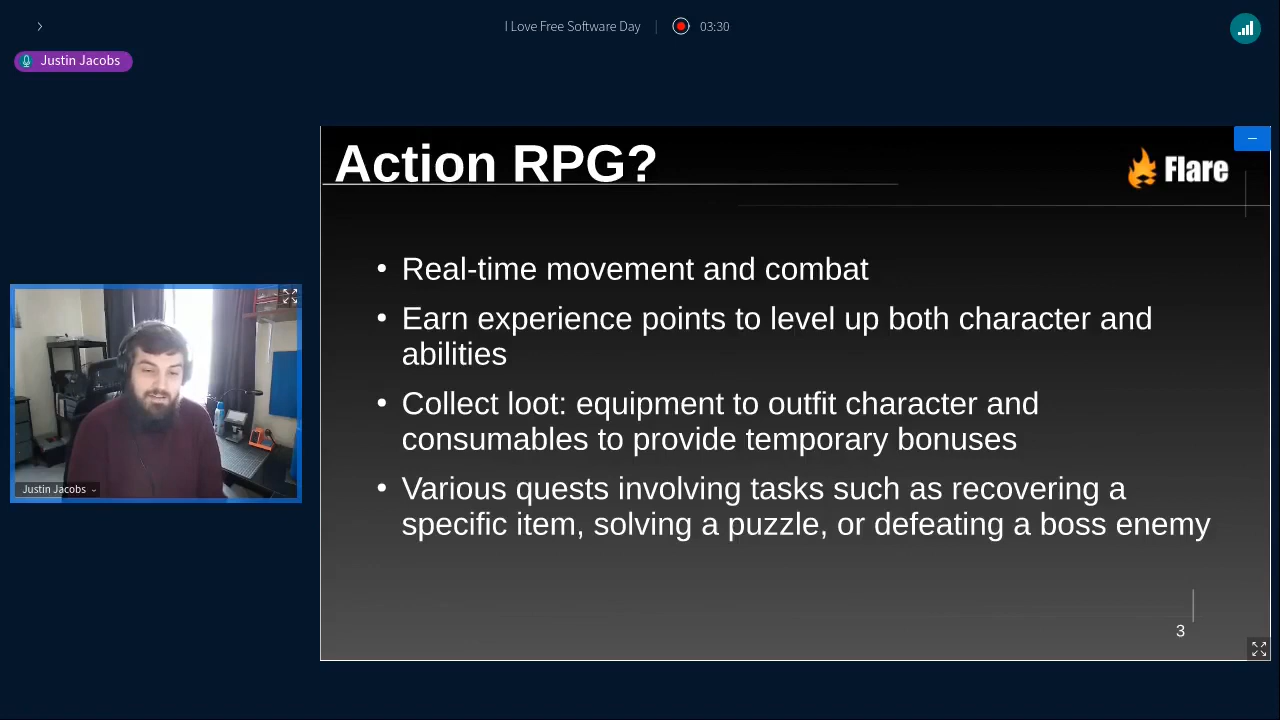 I Love Free Software Day
03:30
Justin Jacobs
Action RPG?
Flare
• Real-time movement and combat
• Earn experience points to level up both character and
abilities
• Collect loot: equipment to outfit character and
consumables to provide temporary bonuses
• Various quests involving tasks such as recovering a
specific item, solving a puzzle, or defeating a boss enemy
3
Justin Jacobs